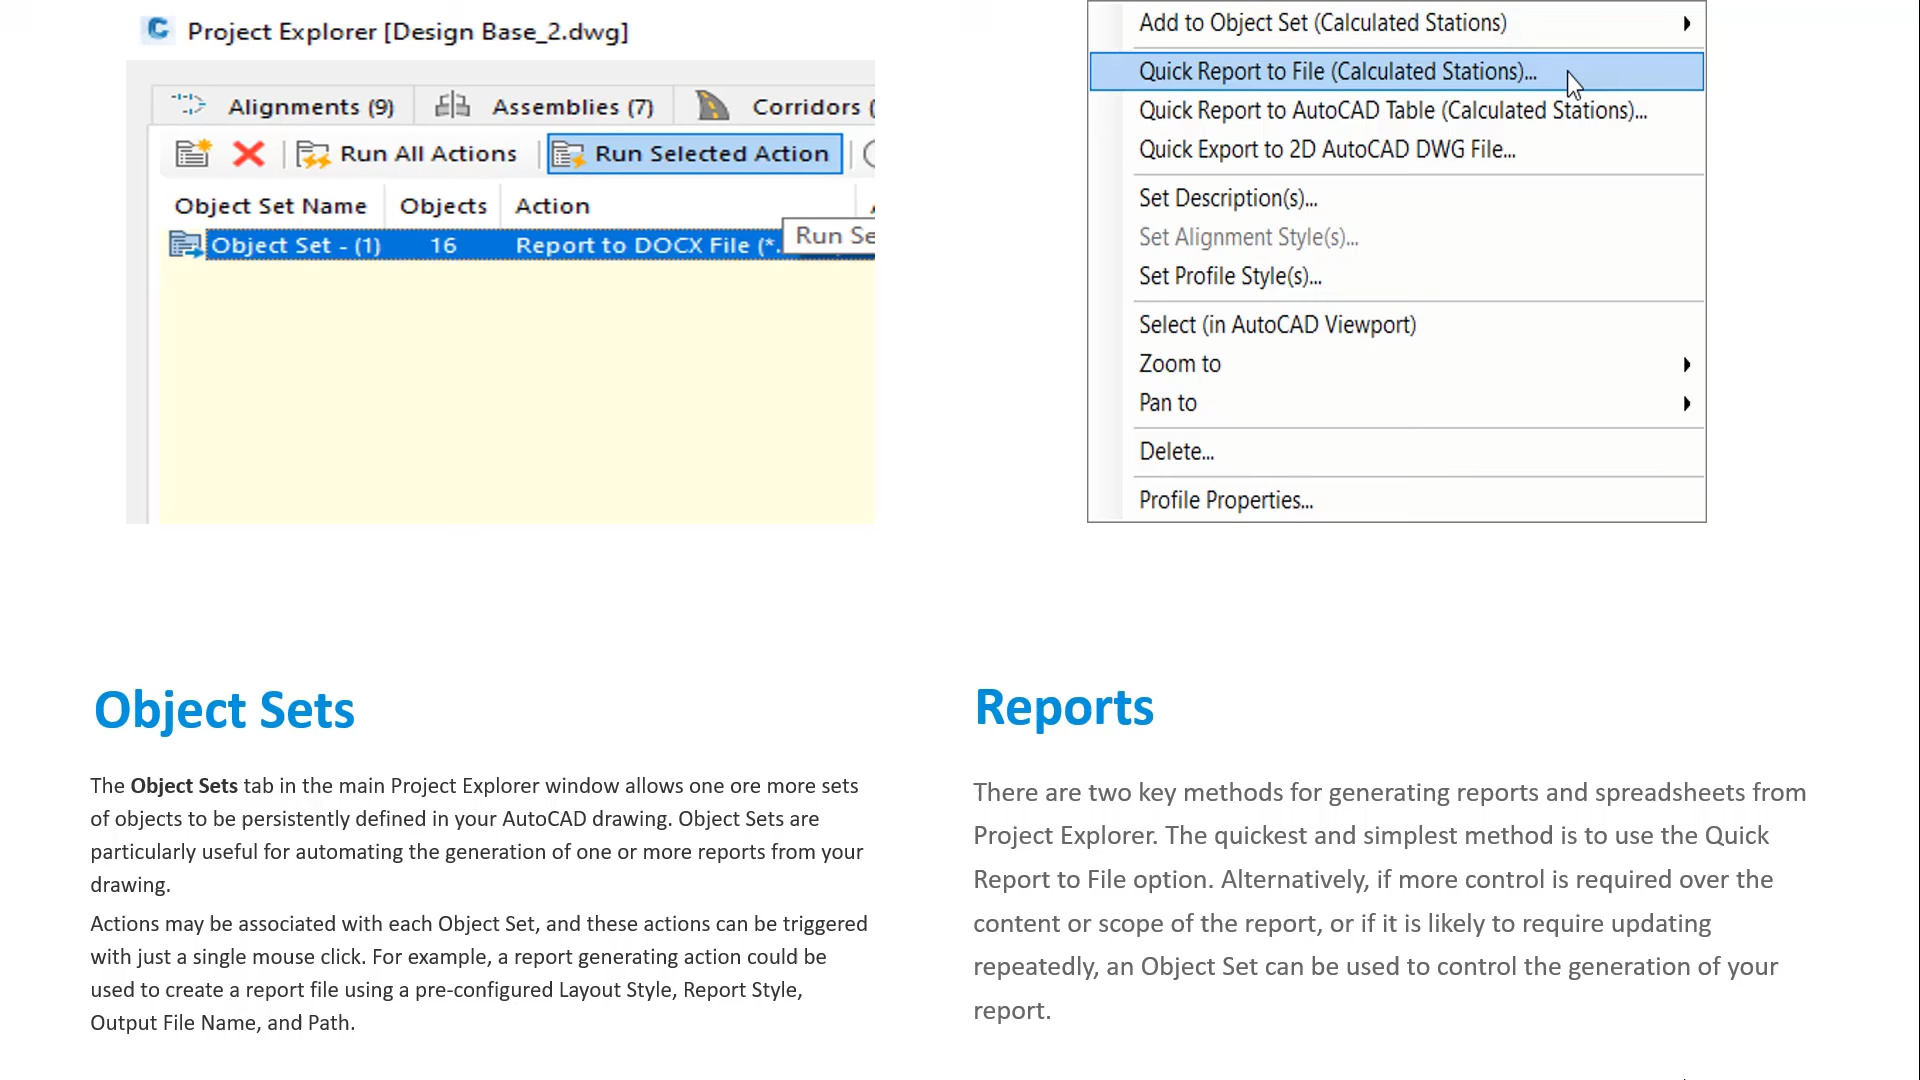 Project Explorer [Design Base_2.dwg]
Alignments (9) Assemblies (7) Corridors (
Run All Actions Run Selected Action
Object Set Name Objects Action
Object Set - (1) 16 Report to DOCX File (*.
Run Se
Add to Object Set (Calculated Stations)
Quick Report to File (Calculated Stations)...
Quick Report to AutoCAD Table (Calculated Stations)...
Quick Export to 2D AutoCAD DWG File...
Set Description(s)...
Set Alignment Style(s)...
Set Profile Style(s)...
Select (in AutoCAD Viewport)
Zoom to
Pan to
Delete...
Profile Properties...
Object Sets
The Object Sets tab in the main Project Explorer window allows one ore more sets
of objects to be persistently defined in your AutoCAD drawing. Object Sets are
particularly useful for automating the generation of one or more reports from your
drawing.
Actions may be associated with each Object Set, and these actions can be triggered
with just a single mouse click. For example, a report generating action could be
used to create a report file using a pre-configured Layout Style, Report Style,
Output File Name, and Path.
Reports
There are two key methods for generating reports and spreadsheets from
Project Explorer. The quickest and simplest method is to use the Quick
Report to File option. Alternatively, if more control is required over the
content or scope of the report, or if it is likely to require updating
repeatedly, an Object Set can be used to control the generation of your
report.